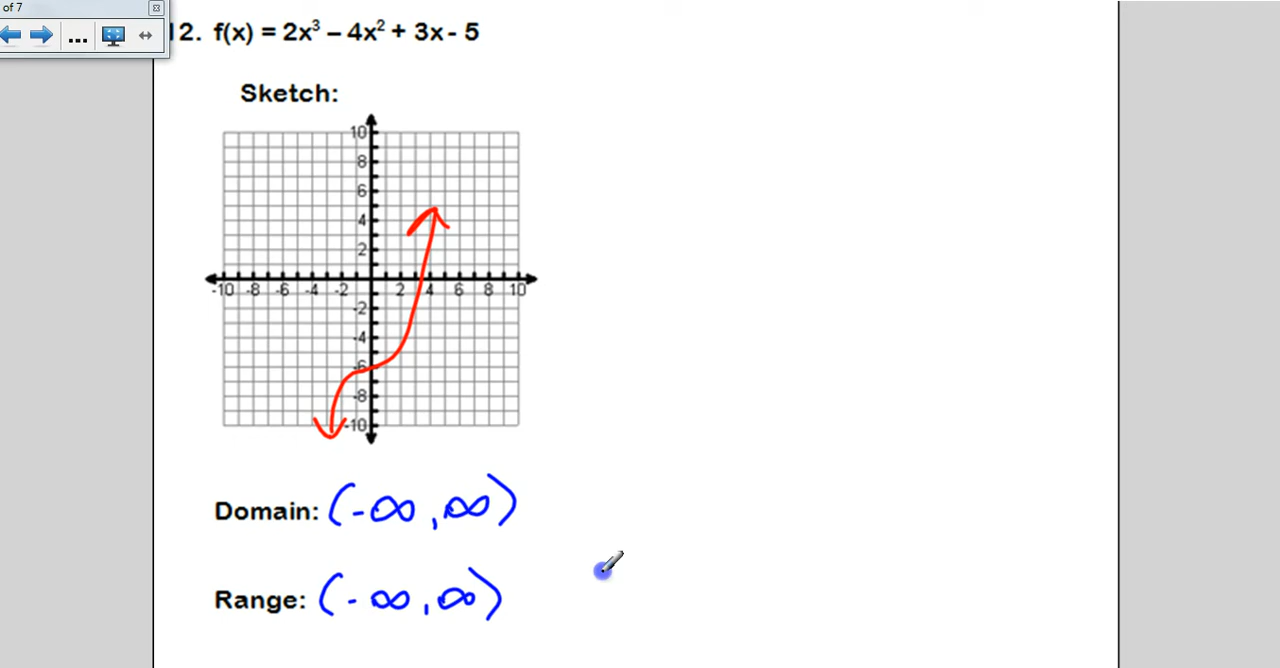 of 7
12. f(x) = 2x³ – 4x² + 3x - 5
...
Sketch:
10
8
6
4
2
-10 -8 -6 -4 -2 2 4 6 8 10
-2
-4
-6
-8
-10
Domain: (-∞, ∞)
Range: (-∞, ∞)